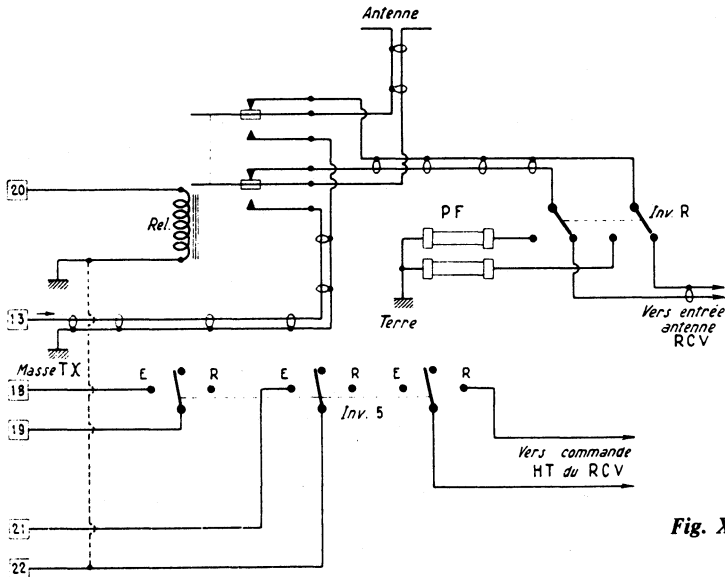 Antenne
20
Rel.
PF
Inv. R
13
Masse TX
Terre
Vers entrée
antenne
RCV
18
E
R
E
R
E
R
19
Inv. 5
Vers commande
HT du RCV
21
22
Fig. X